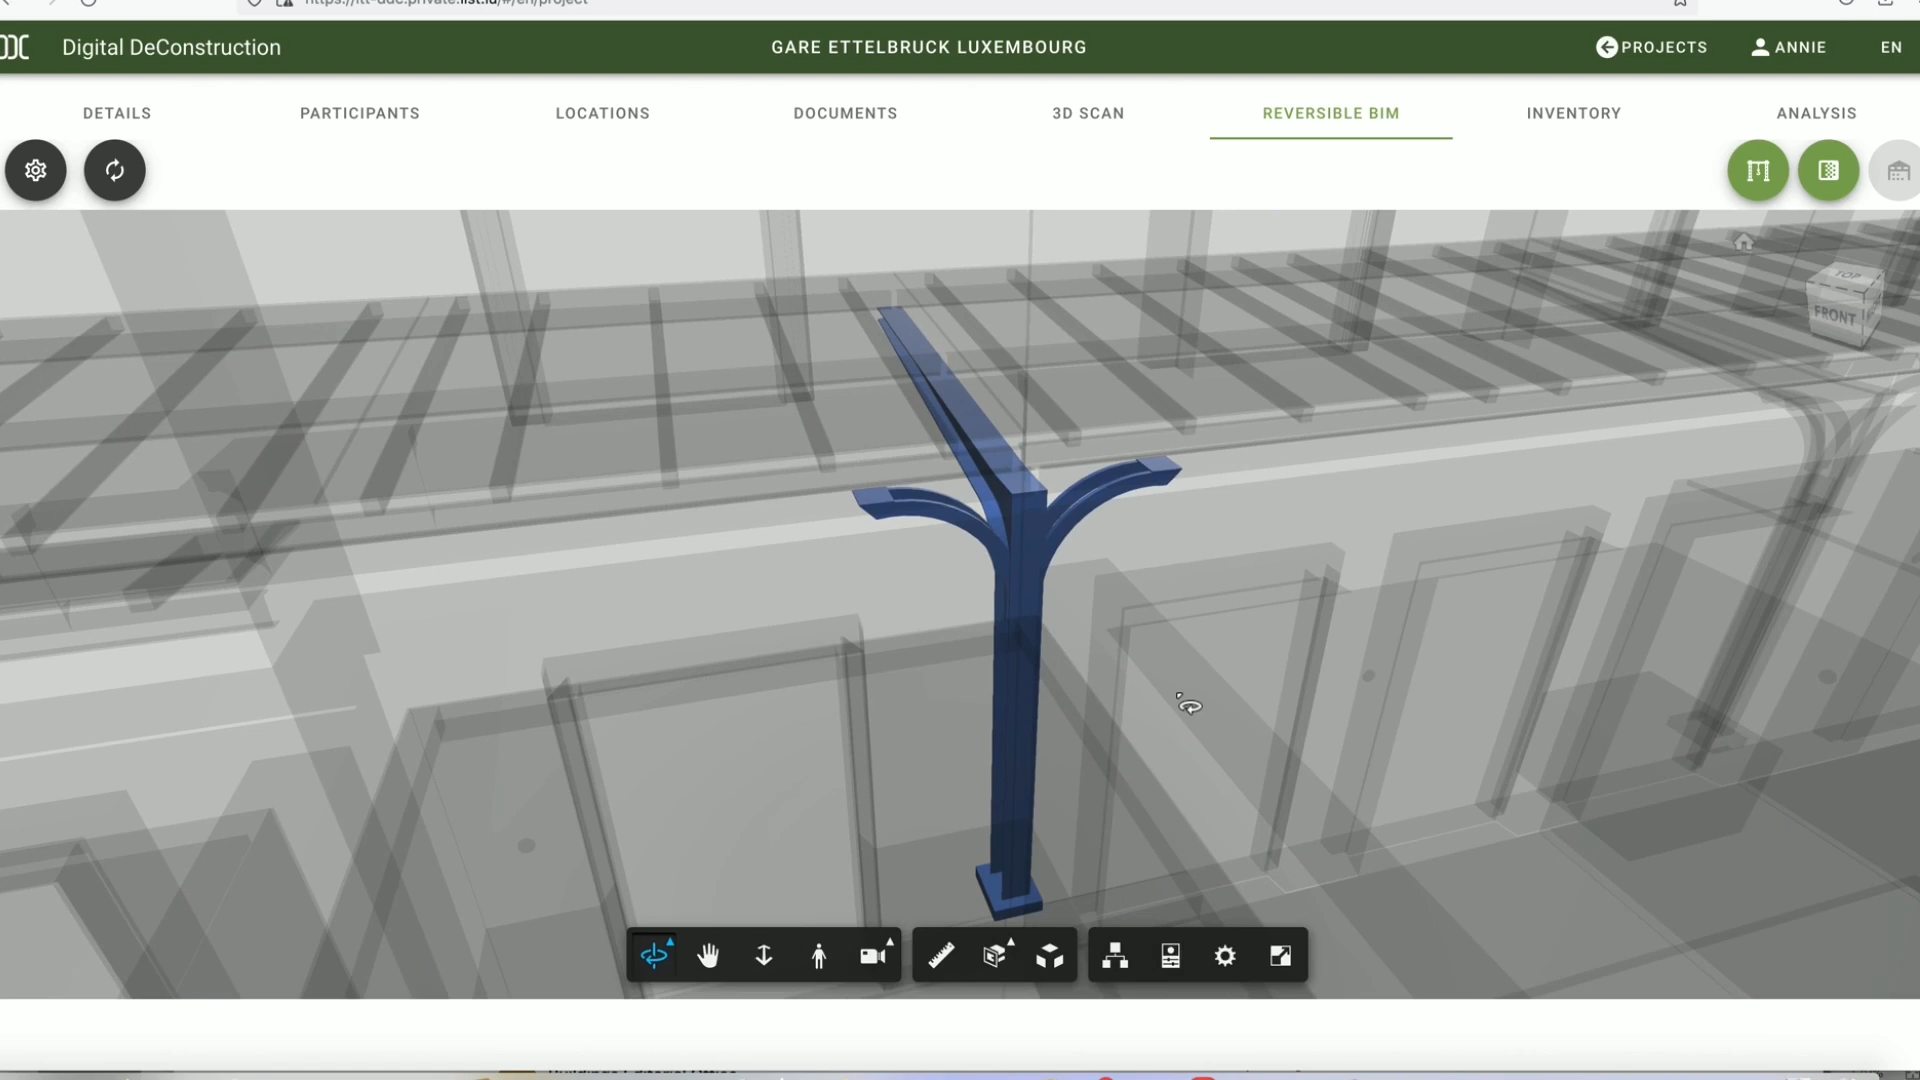 Digital DeConstruction
GARE ETTELBRUCK LUXEMBOURG
PROJECTS
ANNIE
EN
DETAILS
PARTICIPANTS
LOCATIONS
DOCUMENTS
3D SCAN
REVERSIBLE BIM
INVENTORY
ANALYSIS
TOP
FRONT